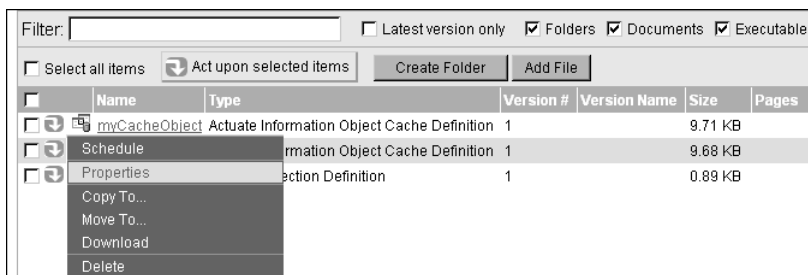 Filter: Latest version only Folders Documents Executable
Select all items Act upon selected items Create Folder Add File
Name Type Version # Version Name Size Pages
myCacheObject Actuate Information Object Cache Definition 1 9.71 KB
Schedule rmation Object Cache Definition 1 9.68 KB
Properties ection Definition 1 0.89 KB
Copy To...
Move To...
Download
Delete